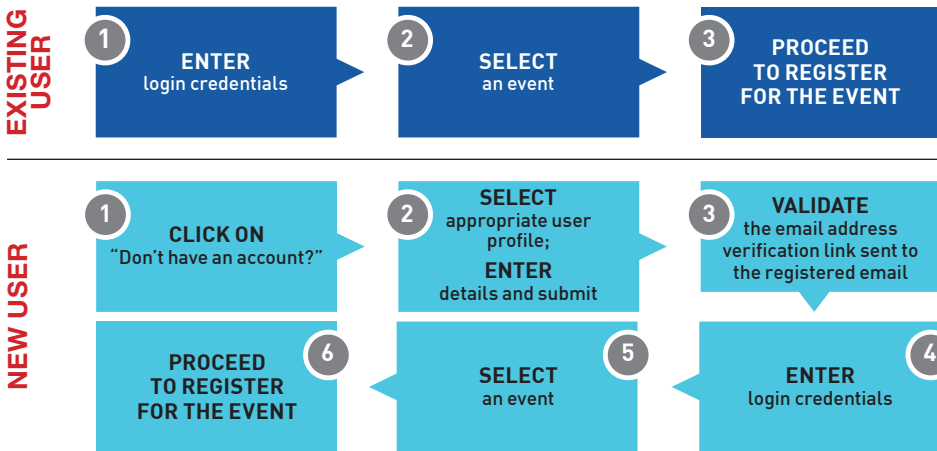 EXISTING
USER
1
ENTER
login credentials
2
SELECT
an event
3
PROCEED
TO REGISTER
FOR THE EVENT
NEW USER
1
CLICK ON
“Don't have an account?”
2
SELECT
appropriate user
profile;
ENTER
details and submit
3
VALIDATE
the email address
verification link sent to
the registered email
4
ENTER
login credentials
5
SELECT
an event
6
PROCEED
TO REGISTER
FOR THE EVENT